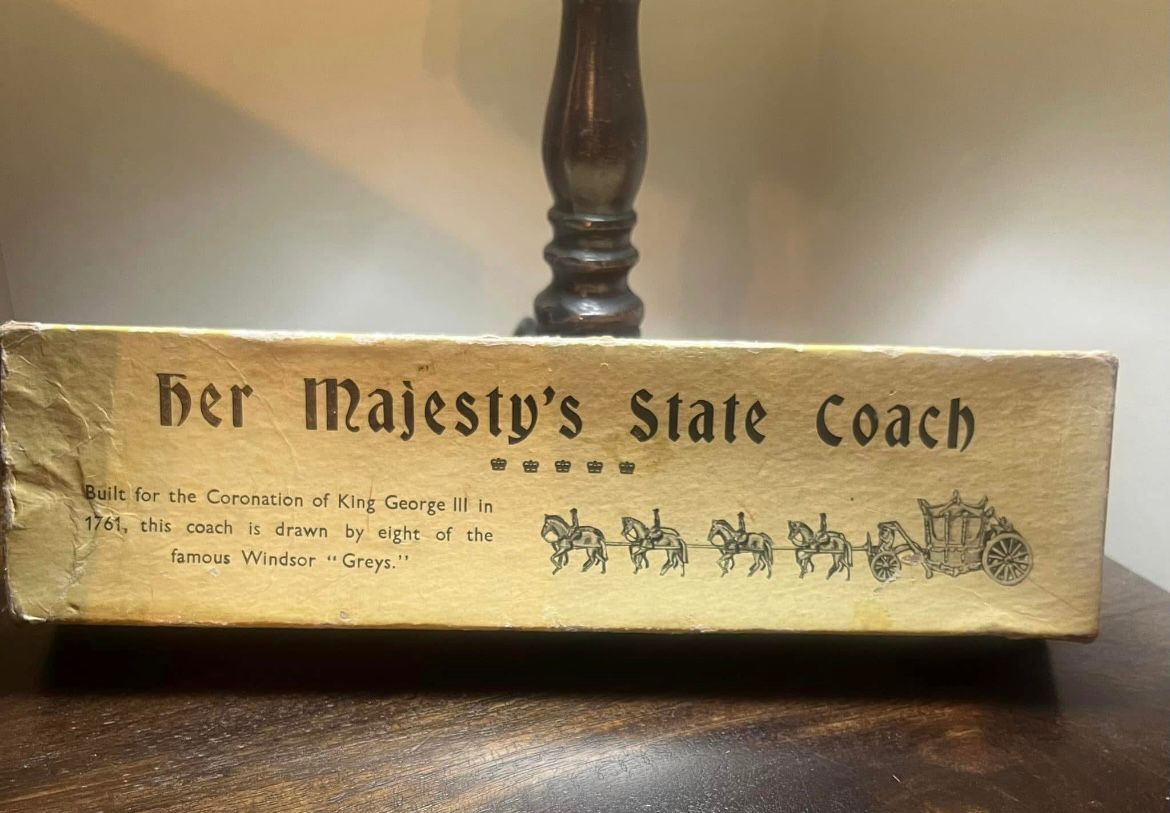 Her Majesty's State Coach
Built for the Coronation of King George III in
1761, this coach is drawn by eight of the
famous Windsor "Greys."